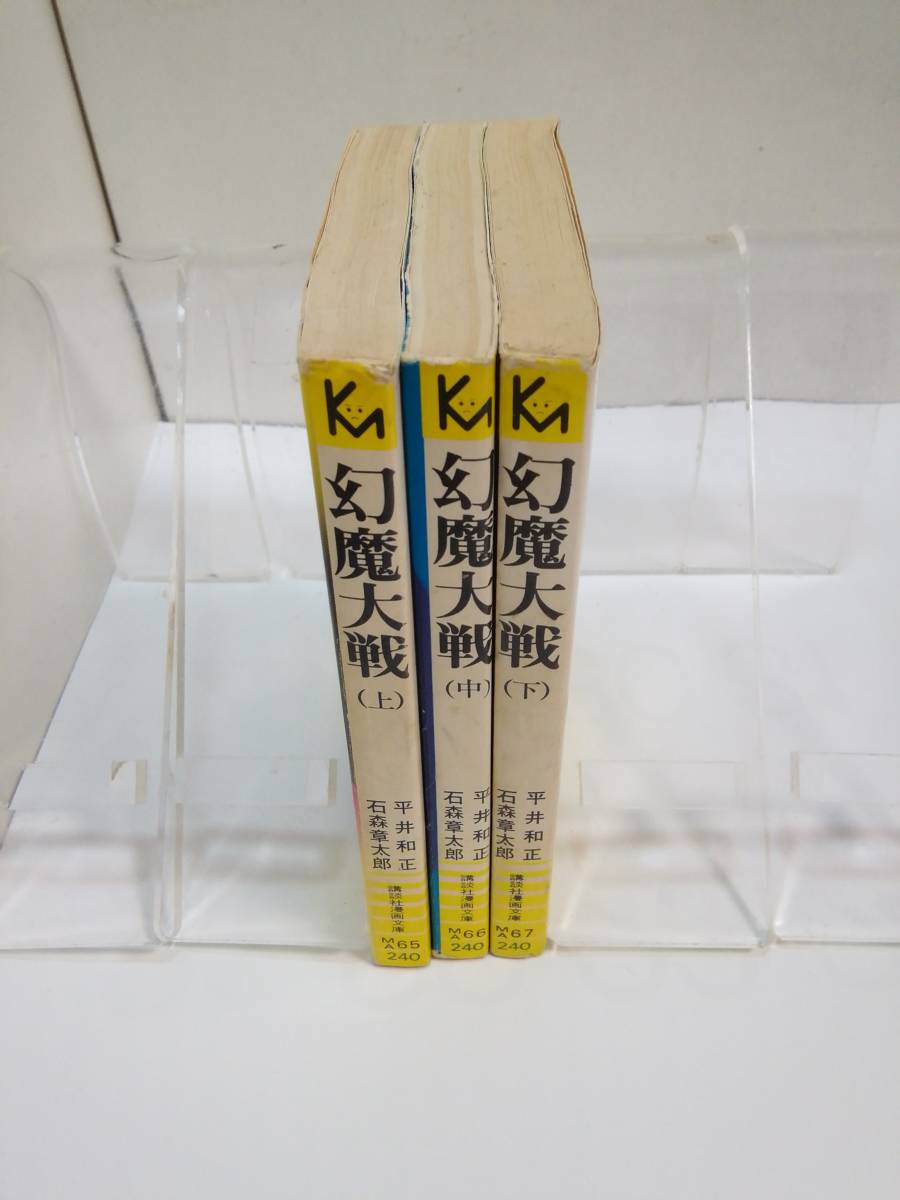 KM
幻魔大戦
(上)
平井和正
石森章太郎
講談社漫画文庫
MA65
240
KM
幻魔大戦
(中)
平井和正
石森章太郎
講談社漫画文庫
MA66
240
KM
幻魔大戦
(下)
平井和正
石森章太郎
講談社漫画文庫
MA67
240